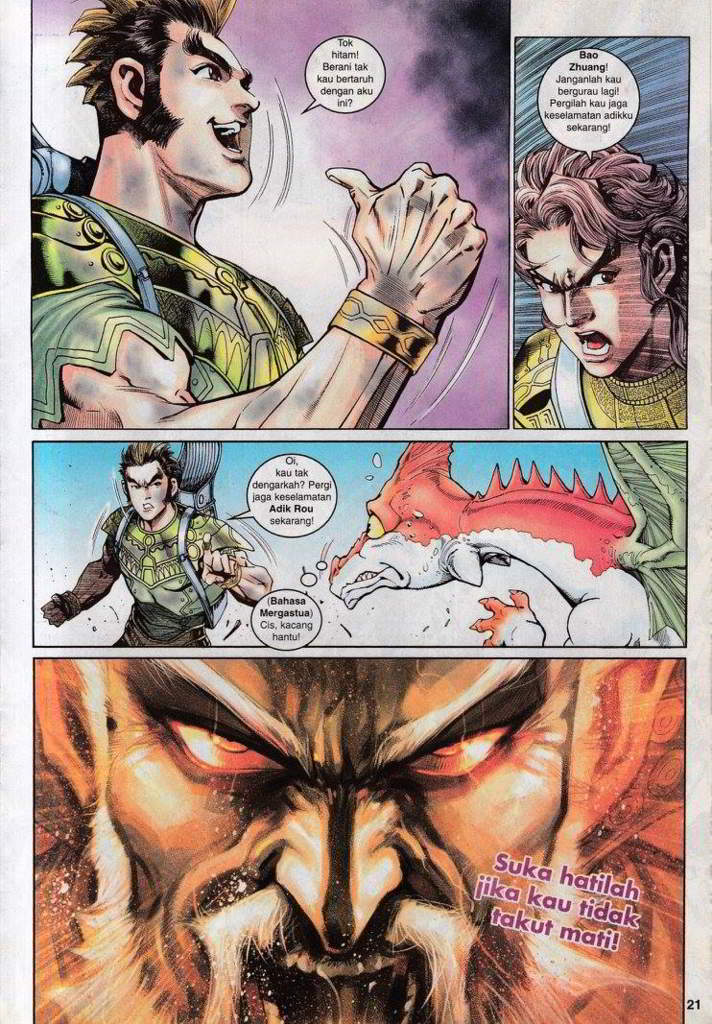 Tok
hitam!
Berani tak
kau bertaruh
dengan aku
ini?
Bao
Zhuang!
Janganlah kau
bergurau lagi!
Pergilah kau jaga
keselamatan adikku
sekarang!
Oi,
kau tak
dengarkah? Pergi
jaga keselamatan
Adik Rou
sekarang!
(Bahasa
Mergastua)
Cis, kacang
hantu!
Suka hatilah
jika kau tidak
takut mati!
21